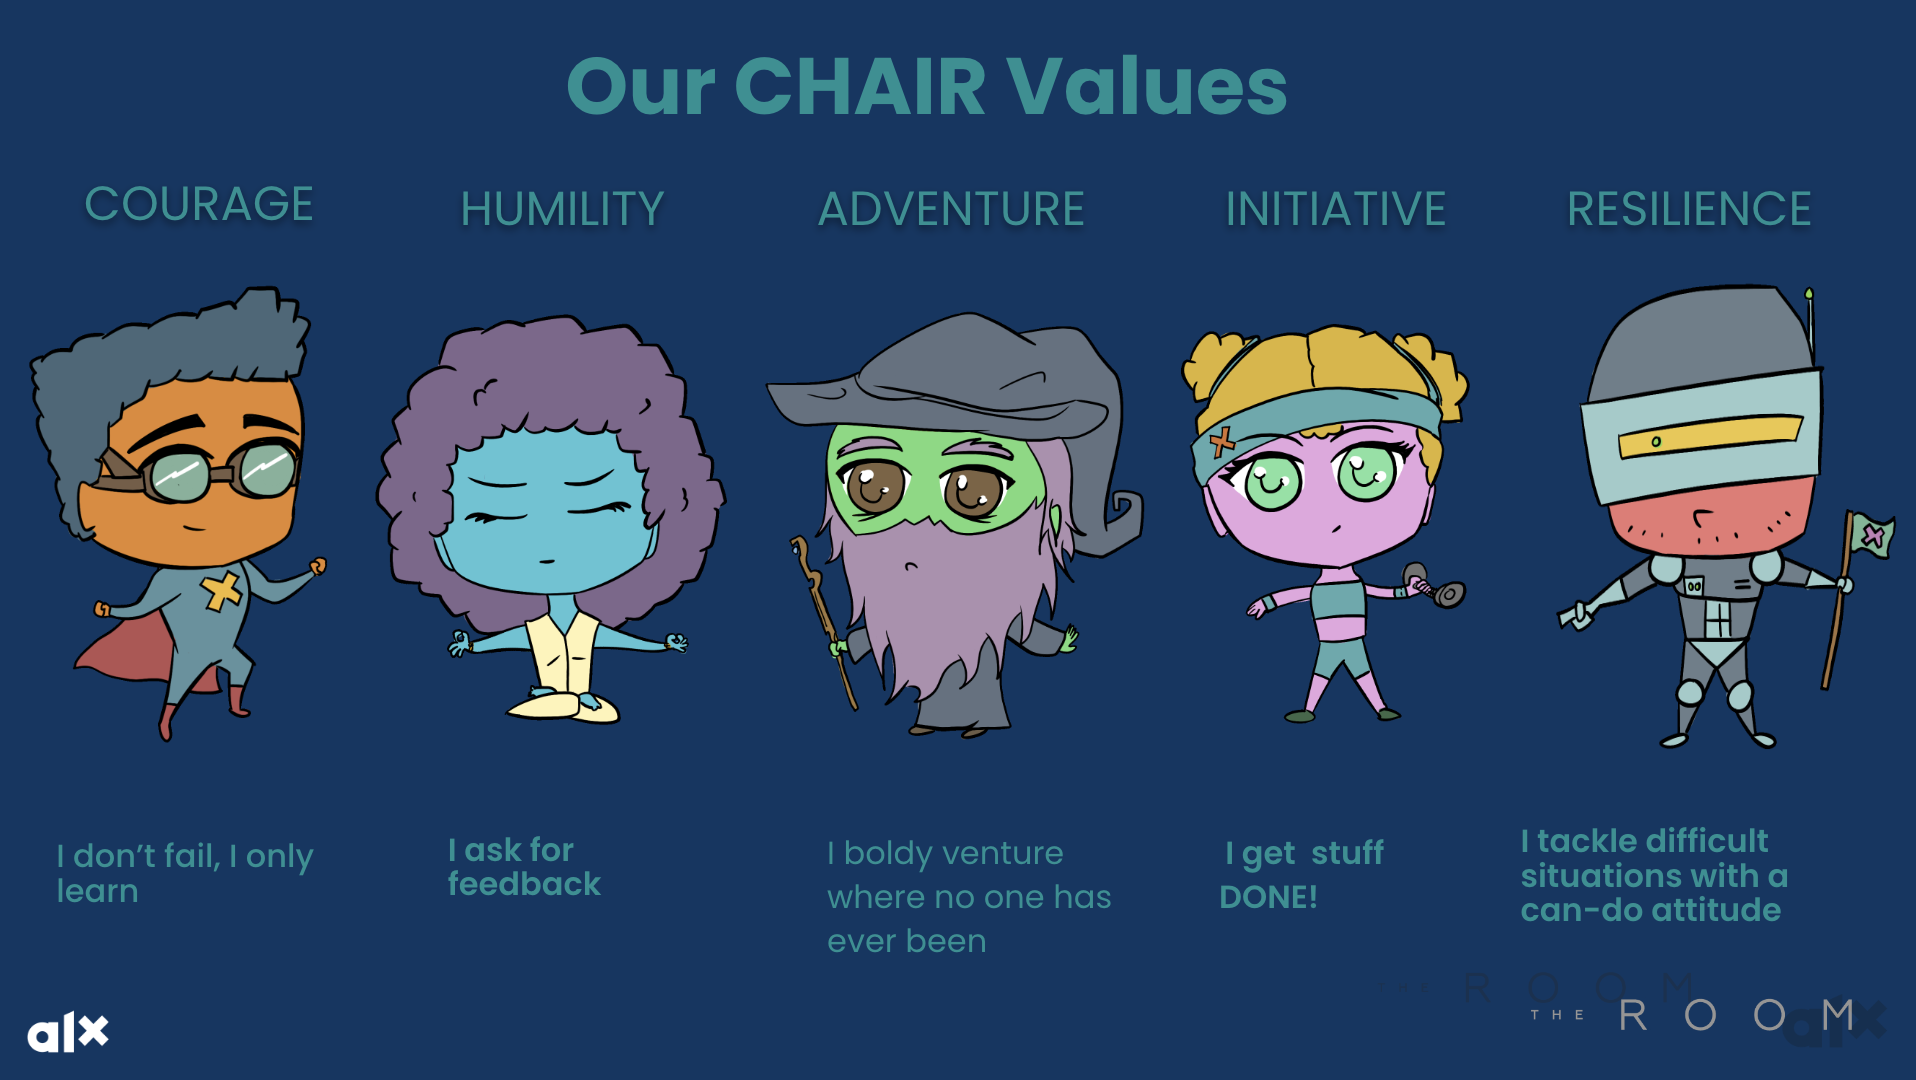 Our CHAIR Values
COURAGE
HUMILITY
ADVENTURE
INITIATIVE
RESILIENCE
I don't fail, I only
learn
I ask for
feedback
I boldy venture
where no one has
ever been
I get stuff
DONE!
I tackle difficult
situations with a
can-do attitude
alx
THE ROOM
THE ROOM
alx